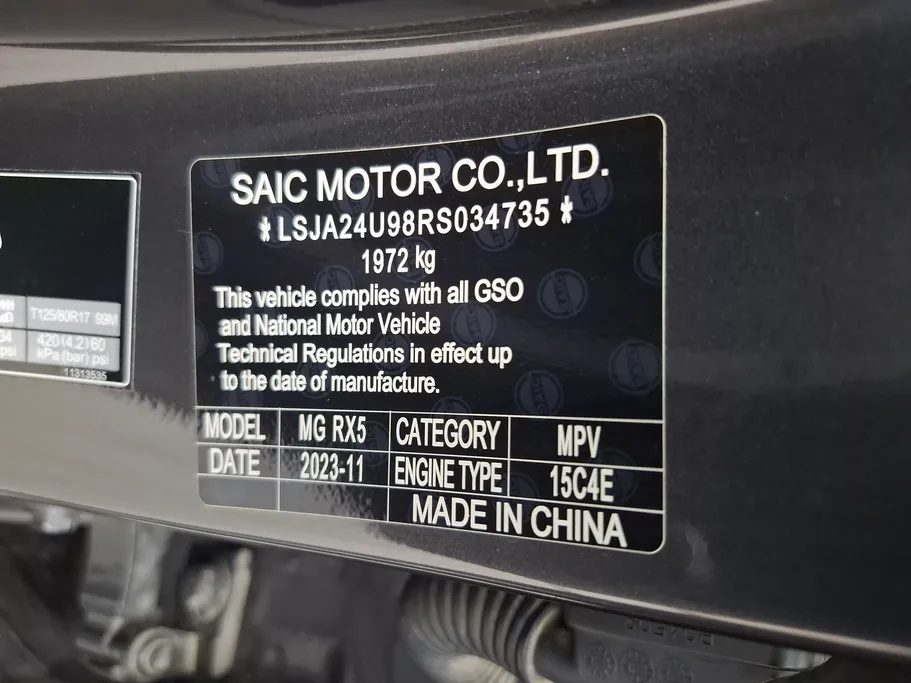 SAIC MOTOR CO.,LTD.
*LSJA24U98RS034735*
1972 kg
This vehicle complies with all GSO
and National Motor Vehicle
Technical Regulations in effect up
to the date of manufacture.
MODEL MG RX5 CATEGORY MPV
DATE 2023-11 ENGINE TYPE 15C4E
MADE IN CHINA
T125/80R17 99M
34 420(4.2)60
psi kPa(bar)psi
11313535